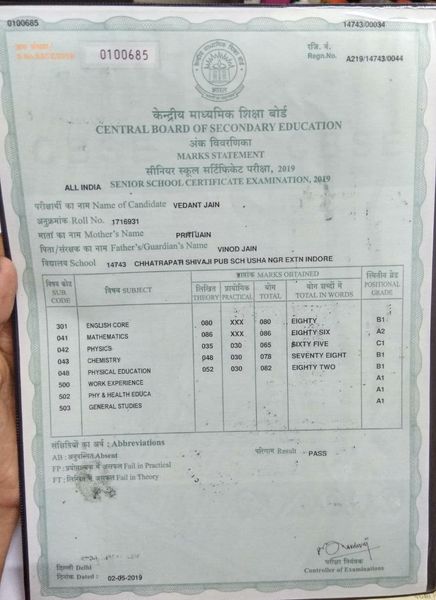 0100685 14743/00034
0100685
रजि. नं.
Regn.No. A219/14743/0044
भारत
केन्द्रीय माध्यमिक शिक्षा बोर्ड
CENTRAL BOARD OF SECONDARY EDUCATION
अंक विवरणिका
MARKS STATEMENT
सीनियर स्कूल सर्टिफिकेट परीक्षा, 2019
ALL INDIA SENIOR SCHOOL CERTIFICATE EXAMINATION, 2019
परीक्षार्थी का नाम Name of Candidate VEDANT JAIN
अनुक्रमांक Roll No. 1716931
माता का नाम Mother's Name PRITI JAIN
पिता/संरक्षक का नाम Father's/Guardian's Name VINOD JAIN
विद्यालय School 14743 CHHATRAPATI SHIVAJI PUB SCH USHA NGR EXTN INDORE
प्राप्तांक MARKS OBTAINED
विषय कोड SUB. CODE विषय SUBJECT लिखित THEORY प्रायोगिक PRACTICAL योग TOTAL योग शब्दों में TOTAL IN WORDS POSITIONAL GRADE
301 ENGLISH CORE 080 XXX 080 EIGHTY B1
041 MATHEMATICS 086 XXX 086 EIGHTY SIX A2
042 PHYSICS 035 030 065 SIXTY FIVE C1
043 CHEMISTRY 048 030 078 SEVENTY EIGHT B1
048 PHYSICAL EDUCATION 052 030 082 EIGHTY TWO B1
500 WORK EXPERIENCE A1
502 PHY & HEALTH EDUCA A1
503 GENERAL STUDIES A1
संक्षिप्तियों का अर्थ : Abbreviations
परिणाम Result - PASS
AB : अनुपस्थित Absent
FP : प्रयोगात्मक में असफल Fail in Practical
FT : लिखित में असफल Fail in Theory
दिल्ली Delhi
दिनांक Dated : 02-05-2019
परीक्षा नियंत्रक
Controller of Examinations